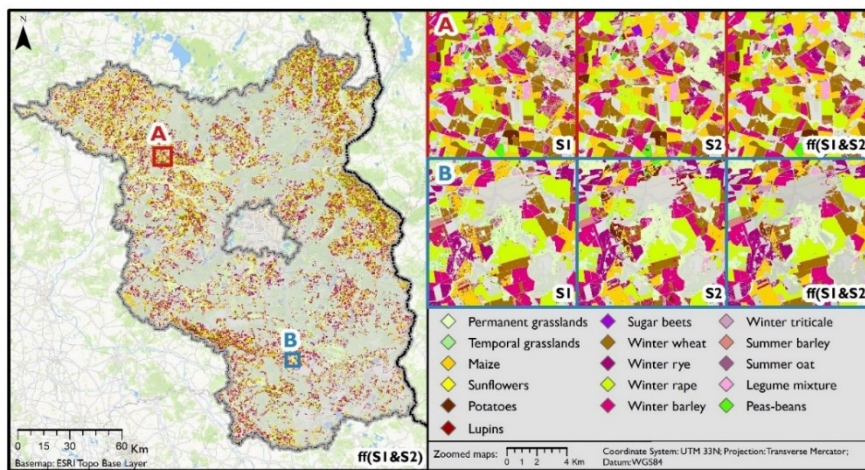 N
A
B
0 15 30 60
Km
Basemap: ESRI Topo Base Layer
ff(S1&S2)
A
S1
S2
ff(S1&S2)
B
S1
S2
ff(S1&S2)
Permanent grasslands
Temporal grasslands
Maize
Sunflowers
Potatoes
Lupins
Sugar beets
Winter wheat
Winter rye
Winter rape
Winter barley
Winter triticale
Summer barley
Summer oat
Legume mixture
Peas-beans
Zoomed maps:
0 2 4 Km
Coordinate System: UTM 33N; Projection: Transverse Mercator;
Datum: WGS84